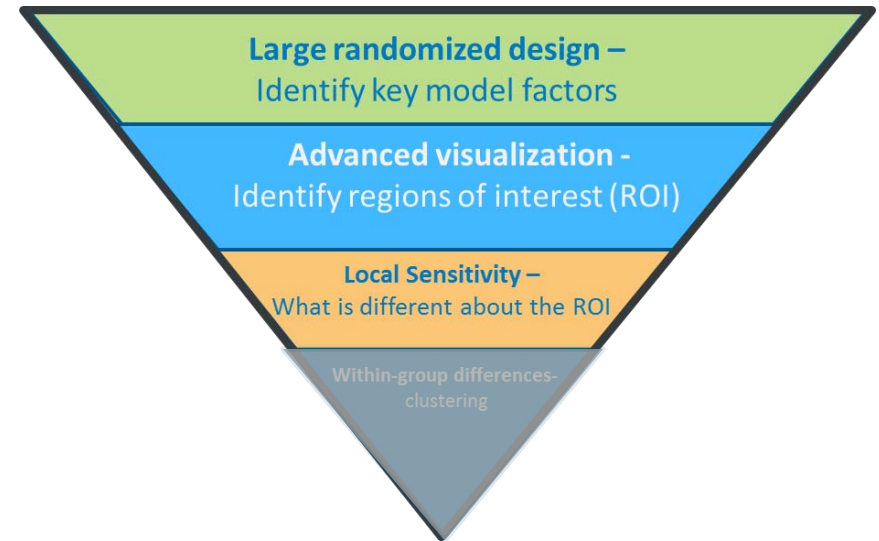 Large randomized design –
Identify key model factors
Advanced visualization -
Identify regions of interest (ROI)
Local Sensitivity –
What is different about the ROI
Within-group differences-
clustering